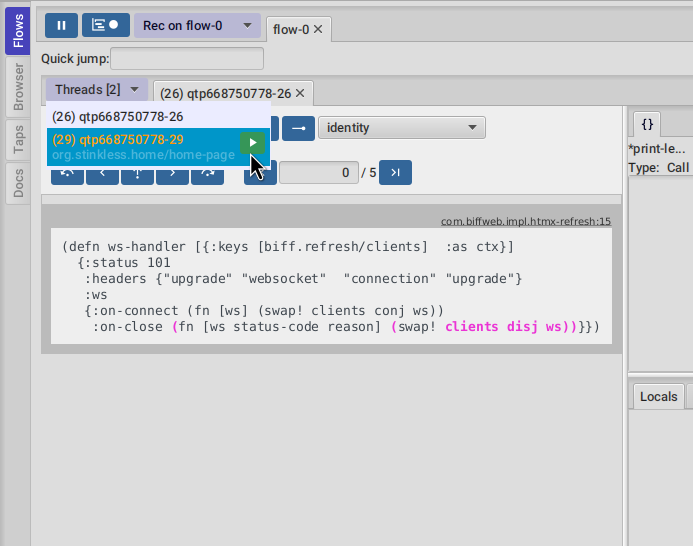 Flows
Browser
Taps
Docs
Rec on flow-0
flow-0
Quick jump:
Threads [2]
(26) qtp668750778-26
(26) qtp668750778-26
(29) qtp668750778-29
org.stinkless.home/home-page
identity
0 / 5
com.biffweb.impl.htmx-refresh:15
(defn ws-handler [{:keys [biff.refresh/clients]  :as ctx}]
  {:status 101
   :headers {"upgrade" "websocket"  "connection" "upgrade"}
   :ws
   {:on-connect (fn [ws] (swap! clients conj ws))
    :on-close (fn [ws status-code reason] (swap! clients disj ws))}})
{}
*print-le...
Type: Call
Locals